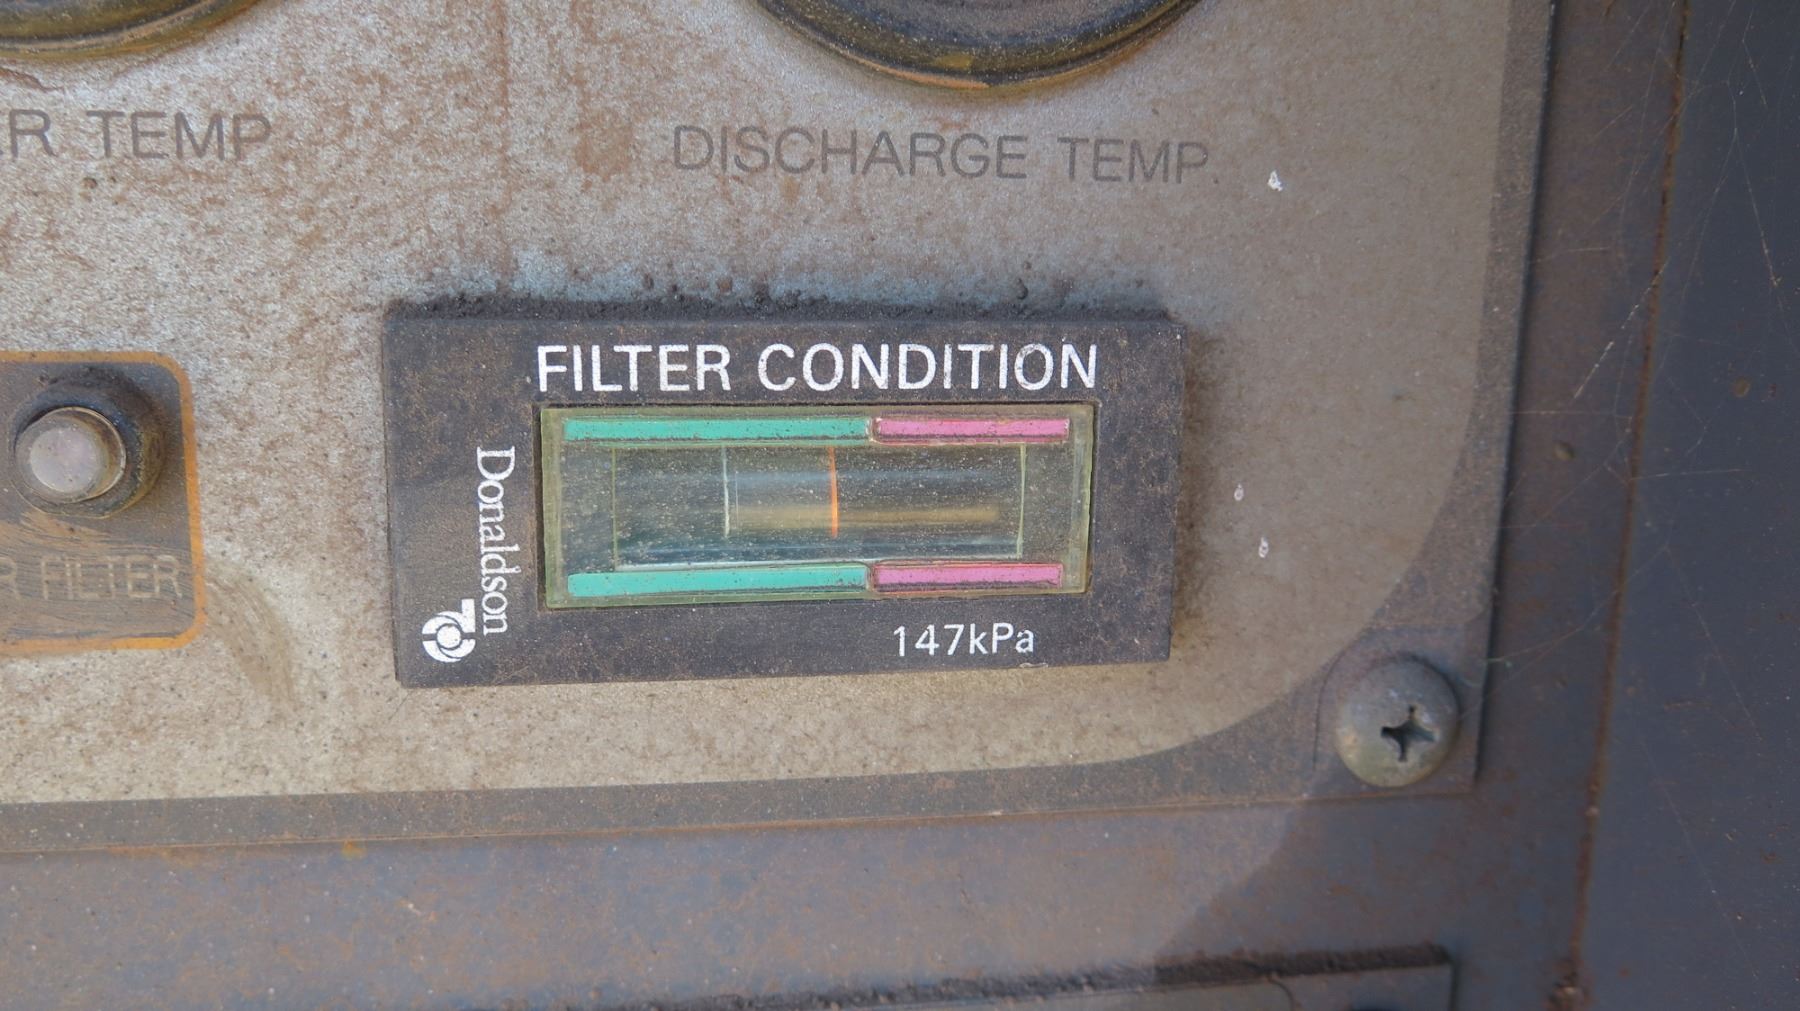 R TEMP
DISCHARGE TEMP
FILTER CONDITION
Donaldson
R FILTER
147kPa